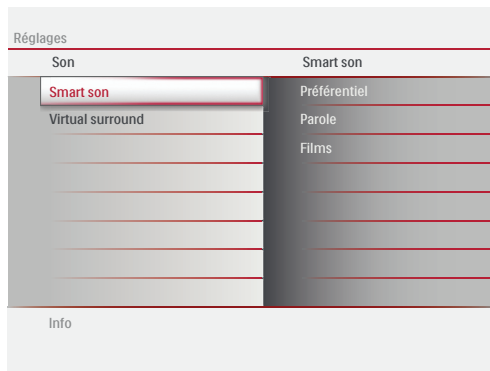 Réglages
Son Smart son
Smart son Préférentiel
Virtual surround Parole
Films
Info